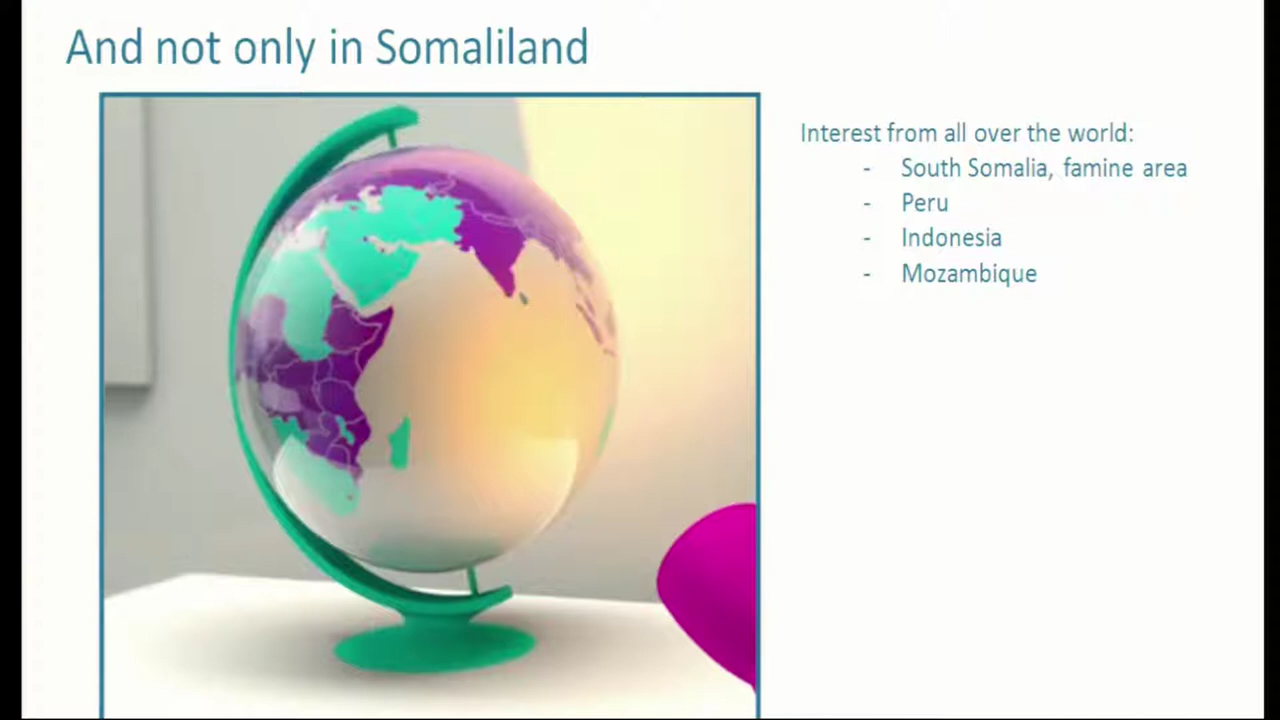 And not only in Somaliland
Interest from all over the world:
- South Somalia, famine area
- Peru
- Indonesia
- Mozambique